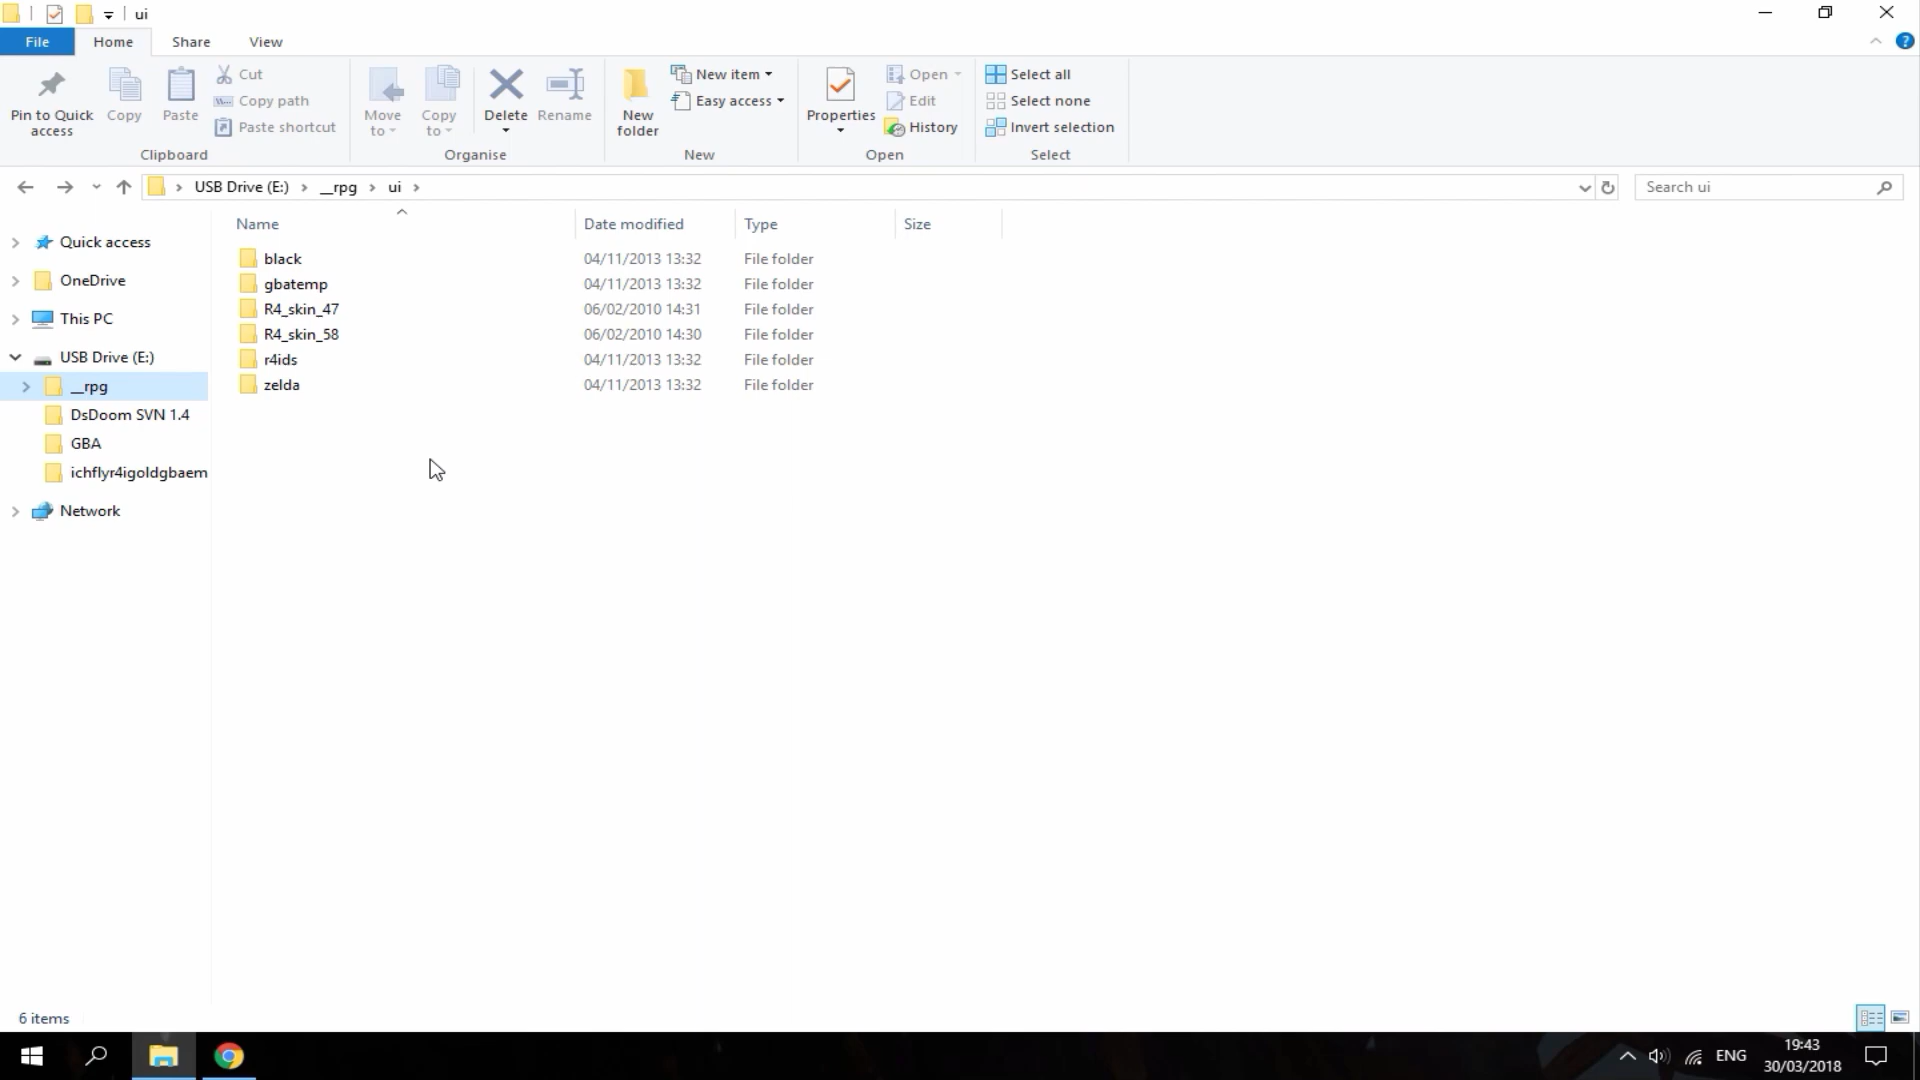 ui
File Home Share View
Pin to Quick access
Copy
Paste
Cut
Copy path
Paste shortcut
Clipboard
Move to
Copy to
Delete
Rename
Organise
New folder
New item
Easy access
New
Properties
Open
Edit
History
Open
Select all
Select none
Invert selection
Select
USB Drive (E:) __rpg ui
Search ui
Name Date modified Type Size
Quick access
OneDrive
This PC
USB Drive (E:)
__rpg
DsDoom SVN 1.4
GBA
ichflyr4igoldgbaem
Network
black 04/11/2013 13:32 File folder
gbatemp 04/11/2013 13:32 File folder
R4_skin_47 06/02/2010 14:31 File folder
R4_skin_58 06/02/2010 14:30 File folder
r4ids 04/11/2013 13:32 File folder
zelda 04/11/2013 13:32 File folder
6 items
ENG
19:43
30/03/2018